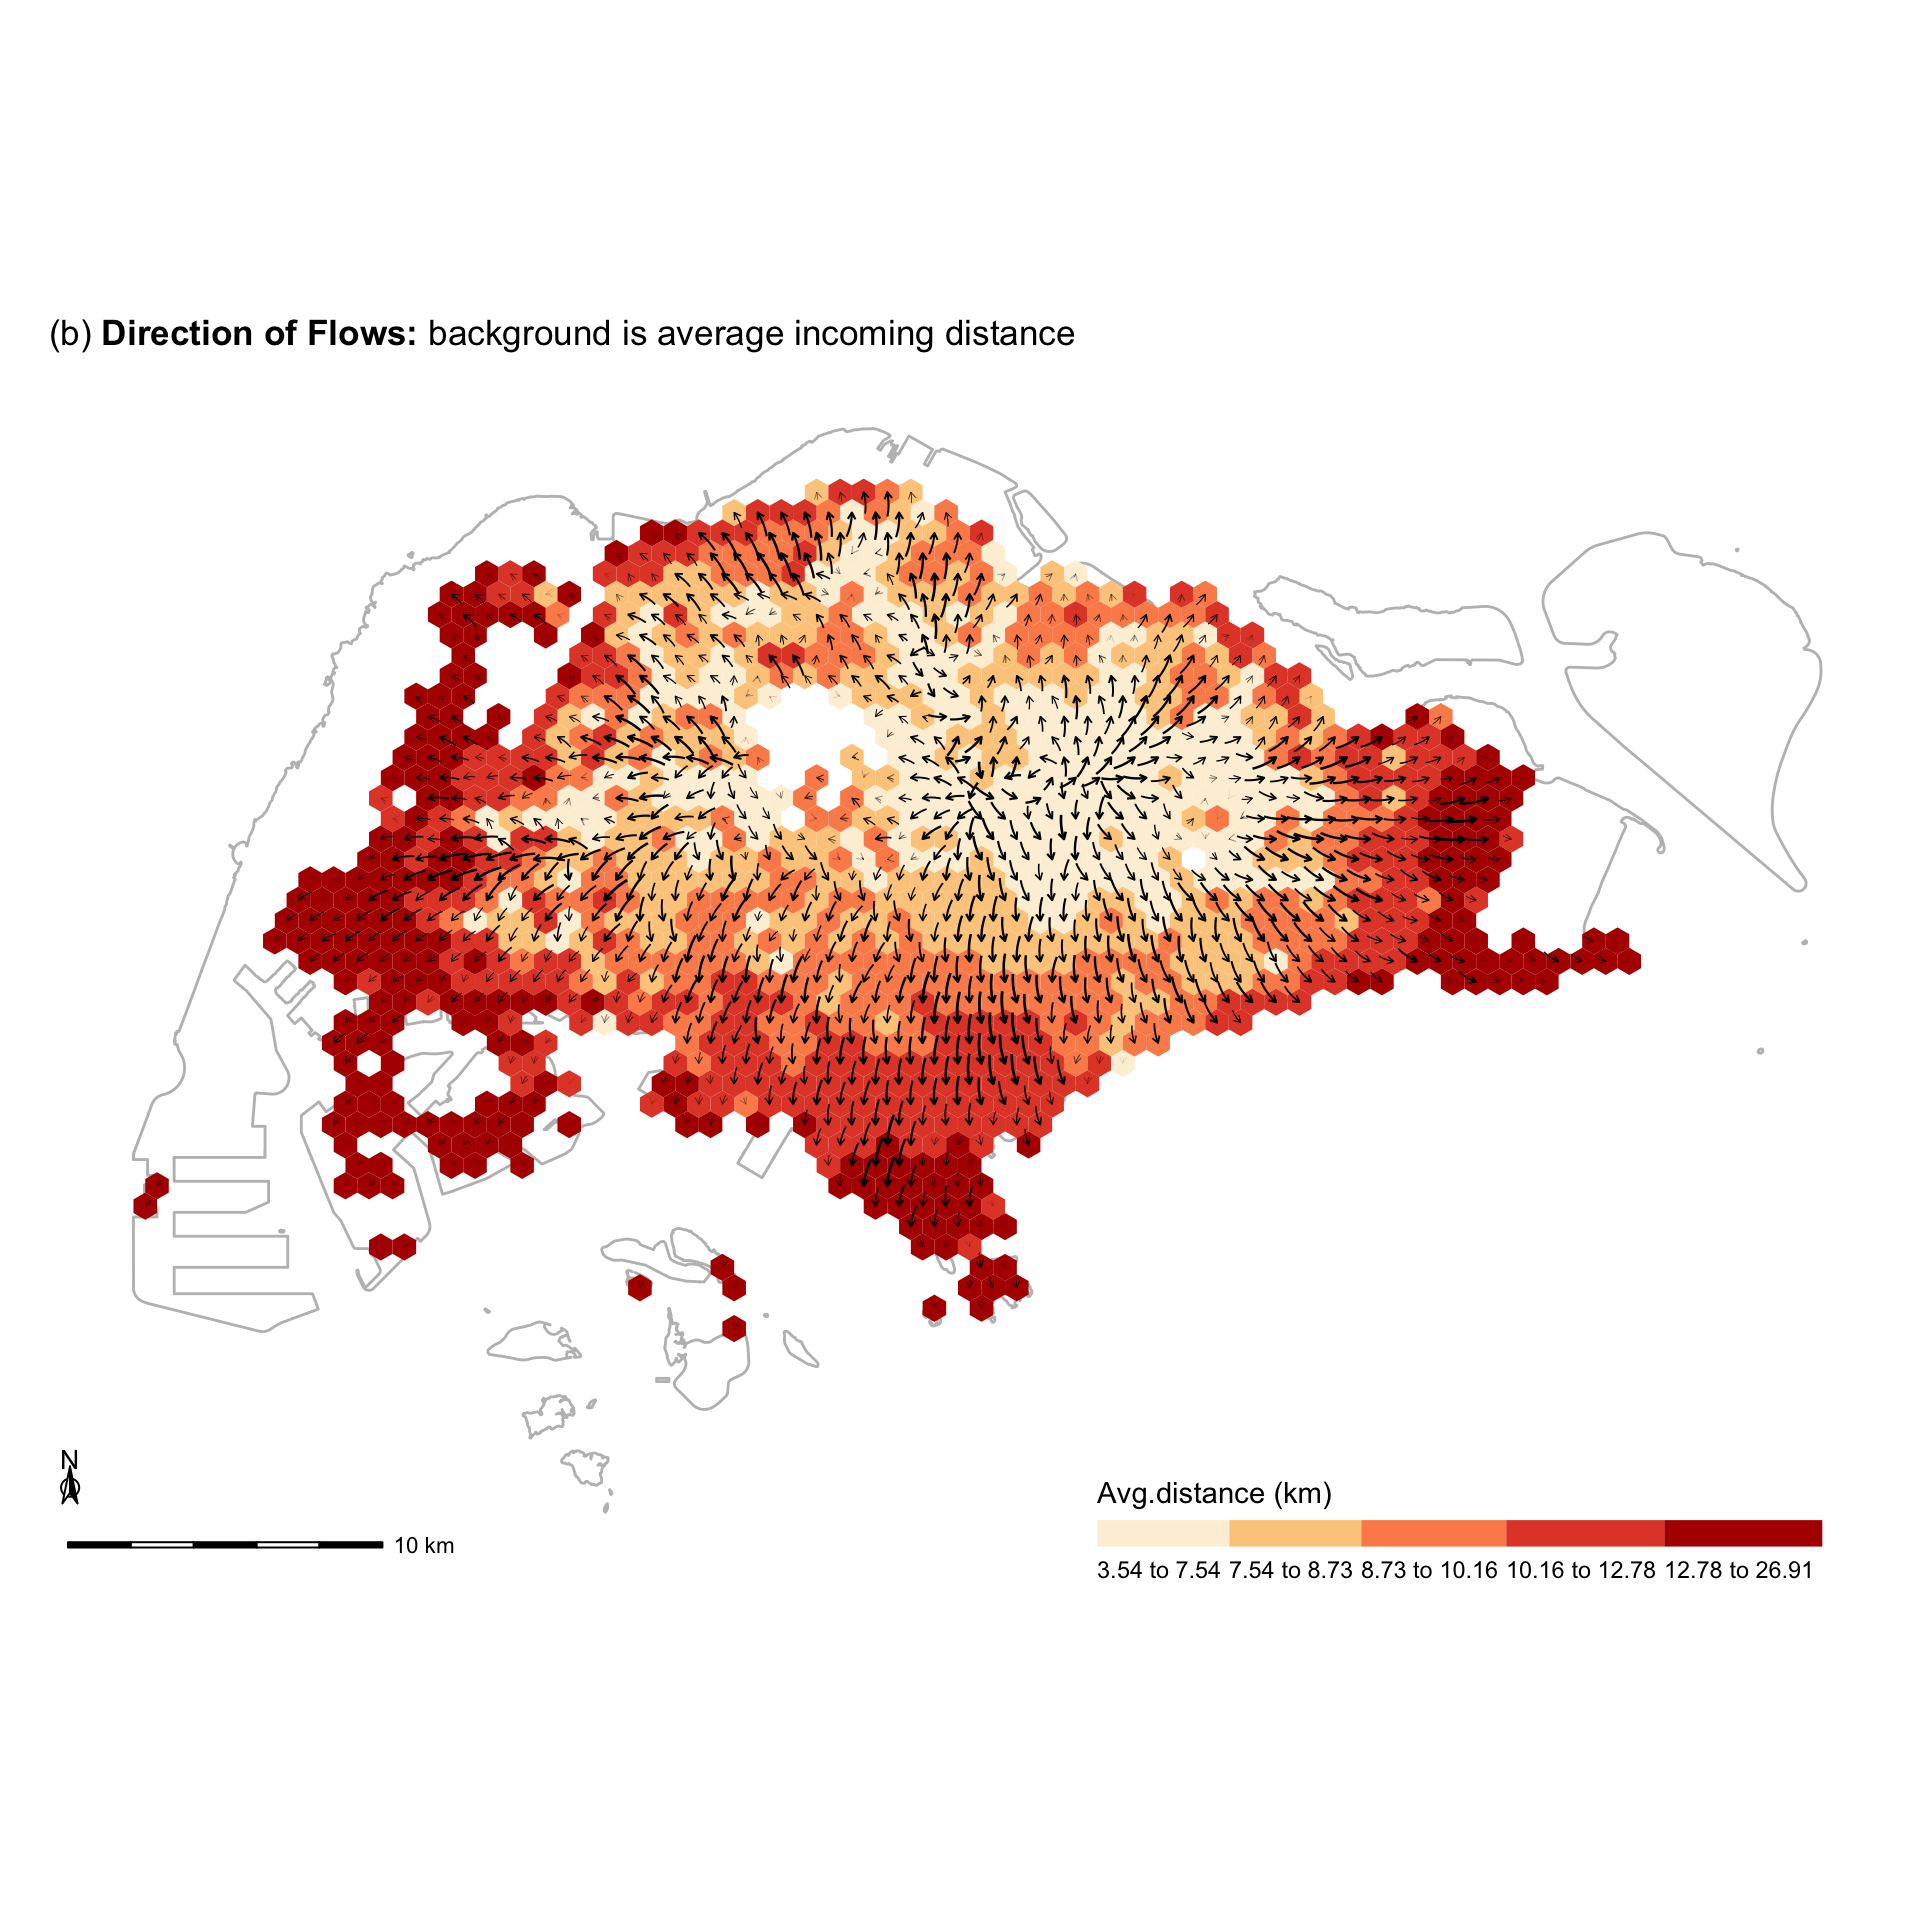 (b) Direction of Flows: background is average incoming distance
N
10 km
Avg.distance (km)
3.54 to 7.54 7.54 to 8.73 8.73 to 10.16 10.16 to 12.78 12.78 to 26.91